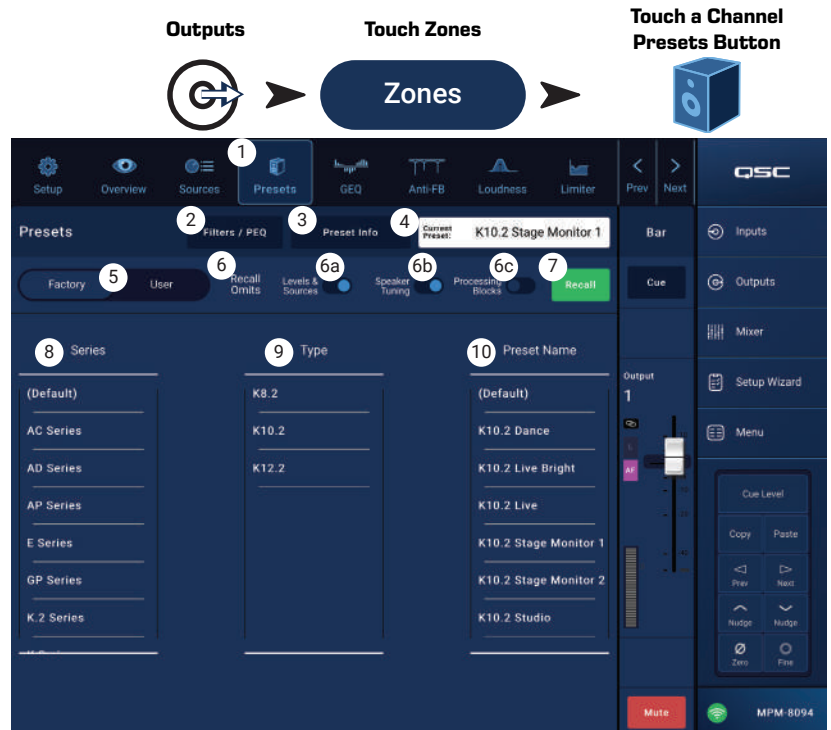 Outputs
Touch Zones
Touch a Channel
Presets Button
Zones
1
Setup
Overview
Sources
Presets
GEQ
Anti-FB
Loudness
Limiter
Prev
Next
QSC
Presets
2
Filters / PEQ
3
Preset Info
4
Current
Preset:
K10.2 Stage Monitor 1
Bar
Inputs
Factory
5
User
6
Recall
Omits
6a
Levels &
Sources
6b
Speaker
Tuning
6c
Processing
Blocks
7
Recall
Cue
Outputs
Mixer
8
Series
9
Type
10
Preset Name
(Default)
AC Series
AD Series
AP Series
E Series
GP Series
K.2 Series
K8.2
K10.2
K12.2
(Default)
K10.2 Dance
K10.2 Live Bright
K10.2 Live
K10.2 Stage Monitor 1
K10.2 Stage Monitor 2
K10.2 Studio
Output
1
AF
Mute
Setup Wizard
Menu
Cue Level
Copy
Paste
Prev
Next
Nudge
Nudge
Zero
Fine
MPM-8094